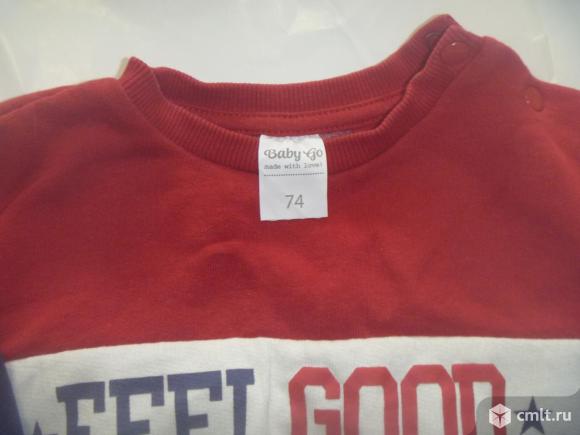 Baby Go
made with love!
74
FEEL GOOD
cmlt.ru